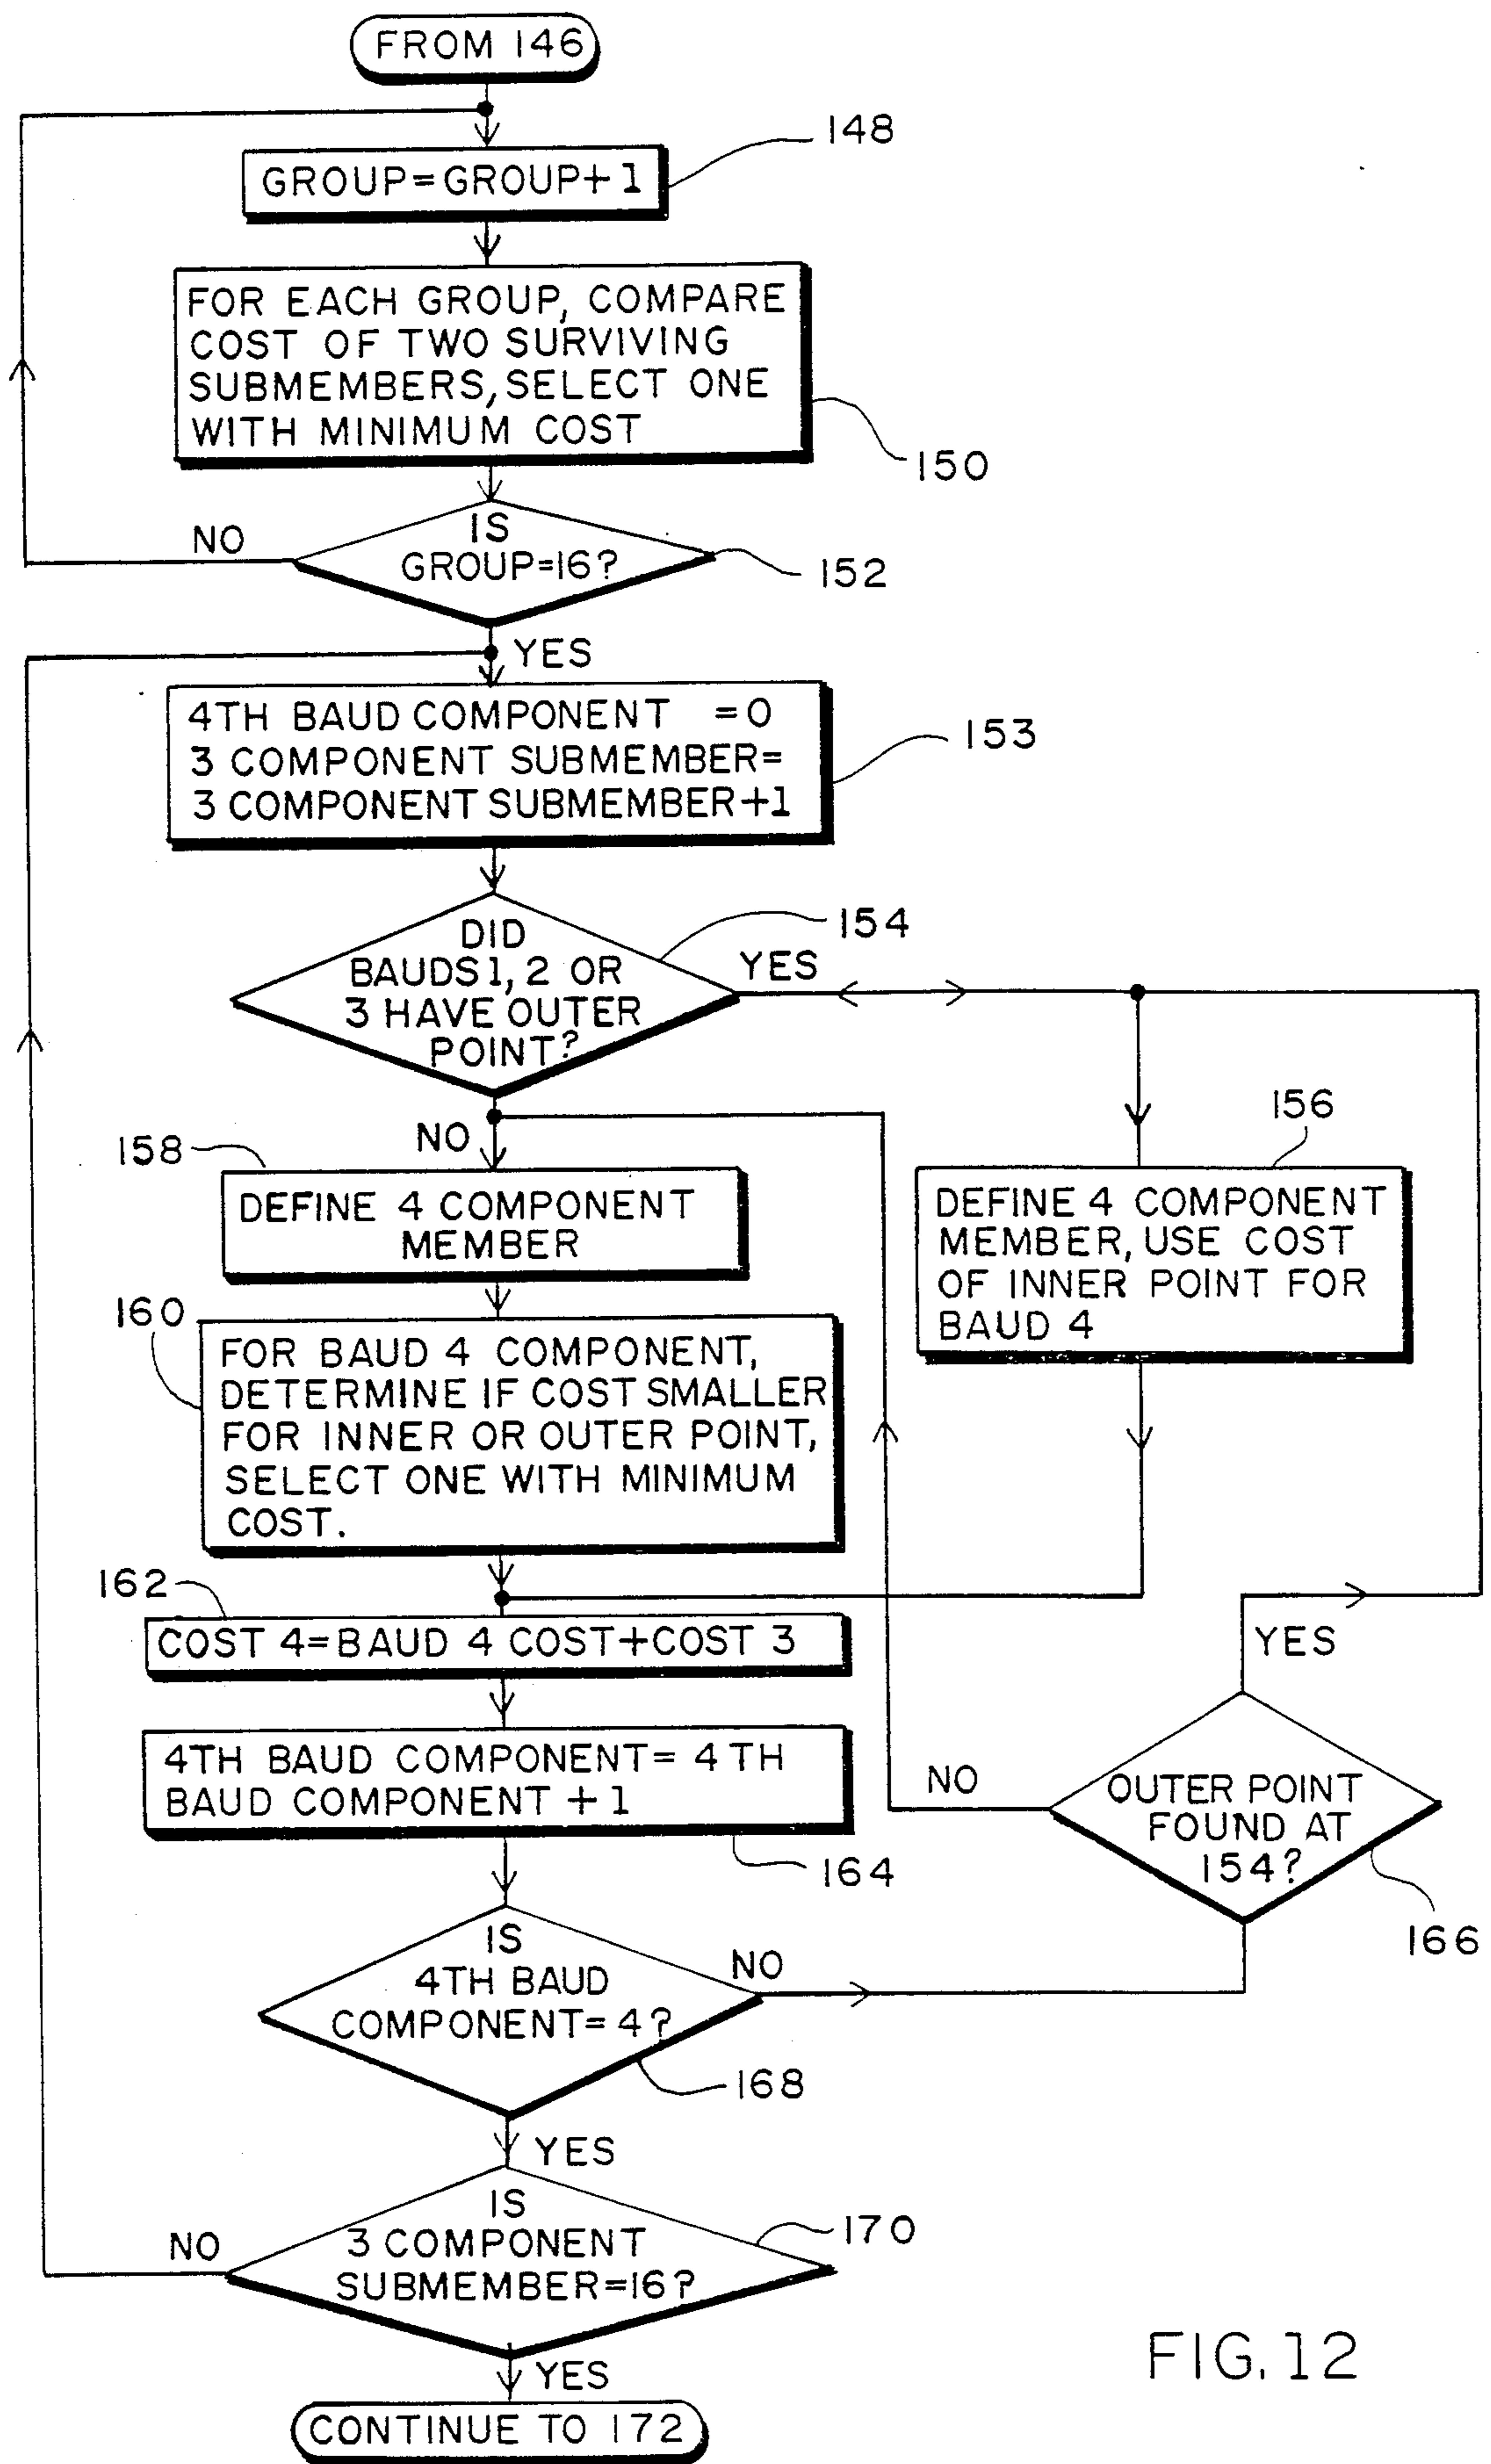 FROM 146
148
GROUP=GROUP+1
FOR EACH GROUP, COMPARE
COST OF TWO SURVIVING
SUBMEMBERS, SELECT ONE
WITH MINIMUM COST
150
NO
IS
GROUP=16?
152
YES
4TH BAUD COMPONENT =0
3 COMPONENT SUBMEMBER=
3 COMPONENT SUBMEMBER+1
153
DID
BAUDS 1, 2 OR
3 HAVE OUTER
POINT?
154
YES
NO
158
DEFINE 4 COMPONENT
MEMBER
156
DEFINE 4 COMPONENT
MEMBER, USE COST
OF INNER POINT FOR
BAUD 4
160
FOR BAUD 4 COMPONENT,
DETERMINE IF COST SMALLER
FOR INNER OR OUTER POINT,
SELECT ONE WITH MINIMUM
COST.
162
COST 4=BAUD 4 COST+COST 3
YES
4TH BAUD COMPONENT= 4TH
BAUD COMPONENT +1
164
NO
OUTER POINT
FOUND AT
154?
166
IS
4TH BAUD
COMPONENT= 4?
NO
168
YES
IS
3 COMPONENT
SUBMEMBER=16?
NO
170
YES
CONTINUE TO 172
FIG. 12